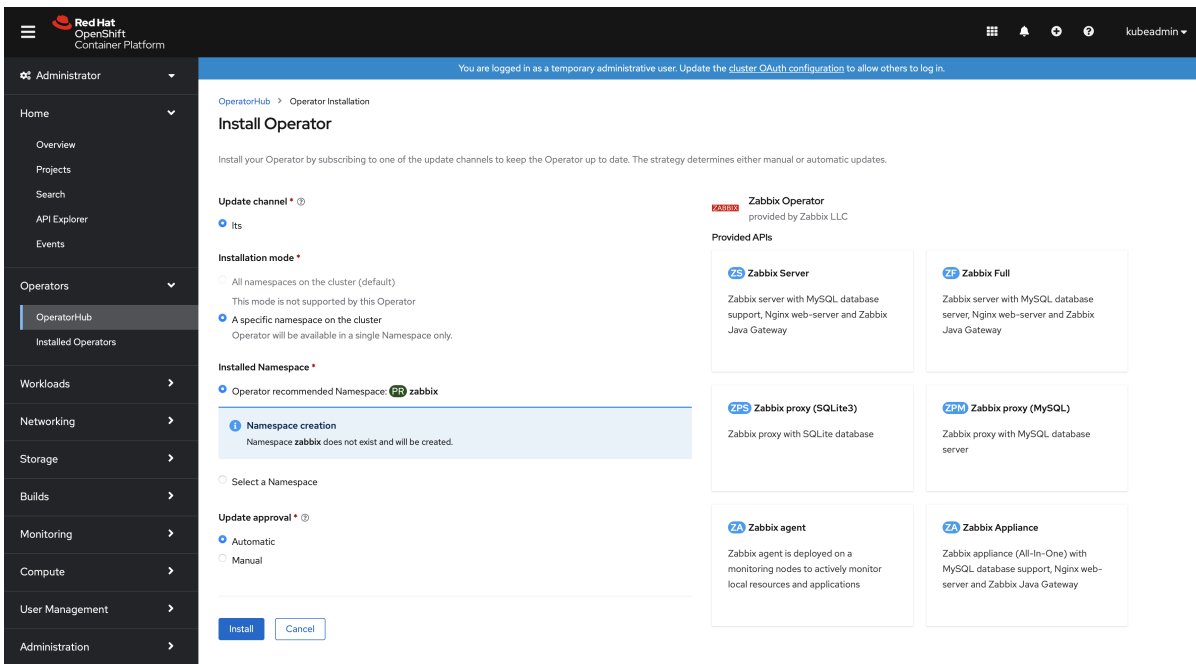 Red Hat
OpenShift
Container Platform
kubeadmin
Administrator
You are logged in as a temporary administrative user. Update the cluster OAuth configuration to allow others to log in.
Home
Overview
Projects
Search
API Explorer
Events
Operators
OperatorHub
Installed Operators
Workloads
Networking
Storage
Builds
Monitoring
Compute
User Management
Administration
OperatorHub > Operator Installation
Install Operator
Install your Operator by subscribing to one of the update channels to keep the Operator up to date. The strategy determines either manual or automatic updates.
Update channel *
lts
Installation mode *
All namespaces on the cluster (default)
This mode is not supported by this Operator
A specific namespace on the cluster
Operator will be available in a single Namespace only.
Installed Namespace *
Operator recommended Namespace: PR zabbix
Namespace creation
Namespace zabbix does not exist and will be created.
Select a Namespace
Update approval *
Automatic
Manual
Install
Cancel
ZABBIX
Zabbix Operator
provided by Zabbix LLC
Provided APIs
ZS Zabbix Server
Zabbix server with MySQL database
support, Nginx web-server and Zabbix
Java Gateway
ZF Zabbix Full
Zabbix server with MySQL database
server, Nginx web-server and Zabbix
Java Gateway
ZPS Zabbix proxy (SQLite3)
Zabbix proxy with SQLite database
ZPM Zabbix proxy (MySQL)
Zabbix proxy with MySQL database
server
ZA Zabbix agent
Zabbix agent is deployed on a
monitoring nodes to actively monitor
local resources and applications
ZA Zabbix Appliance
Zabbix appliance (All-In-One) with
MySQL database support, Nginx web-
server and Zabbix Java Gateway